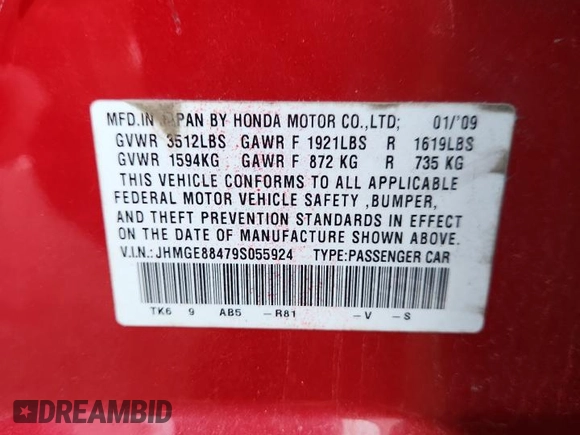 MFD.IN JAPAN BY HONDA MOTOR CO.,LTD; 01/'09
GVWR 3512LBS GAWR F 1921LBS R 1619LBS
GVWR 1594KG GAWR F 872 KG R 735 KG
THIS VEHICLE CONFORMS TO ALL APPLICABLE
FEDERAL MOTOR VEHICLE SAFETY ,BUMPER,
AND THEFT PREVENTION STANDARDS IN EFFECT
ON THE DATE OF MANUFACTURE SHOWN ABOVE.
V.I.N.:JHMGE88479S055924 TYPE:PASSENGER CAR
TK6 9 AB5 -R81 -V -S
DREAMBID